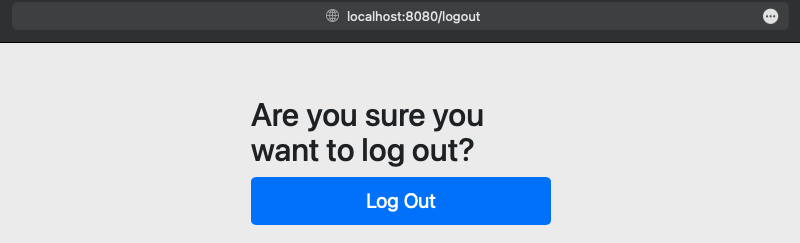 localhost:8080/logout
Are you sure you
want to log out?
Log Out